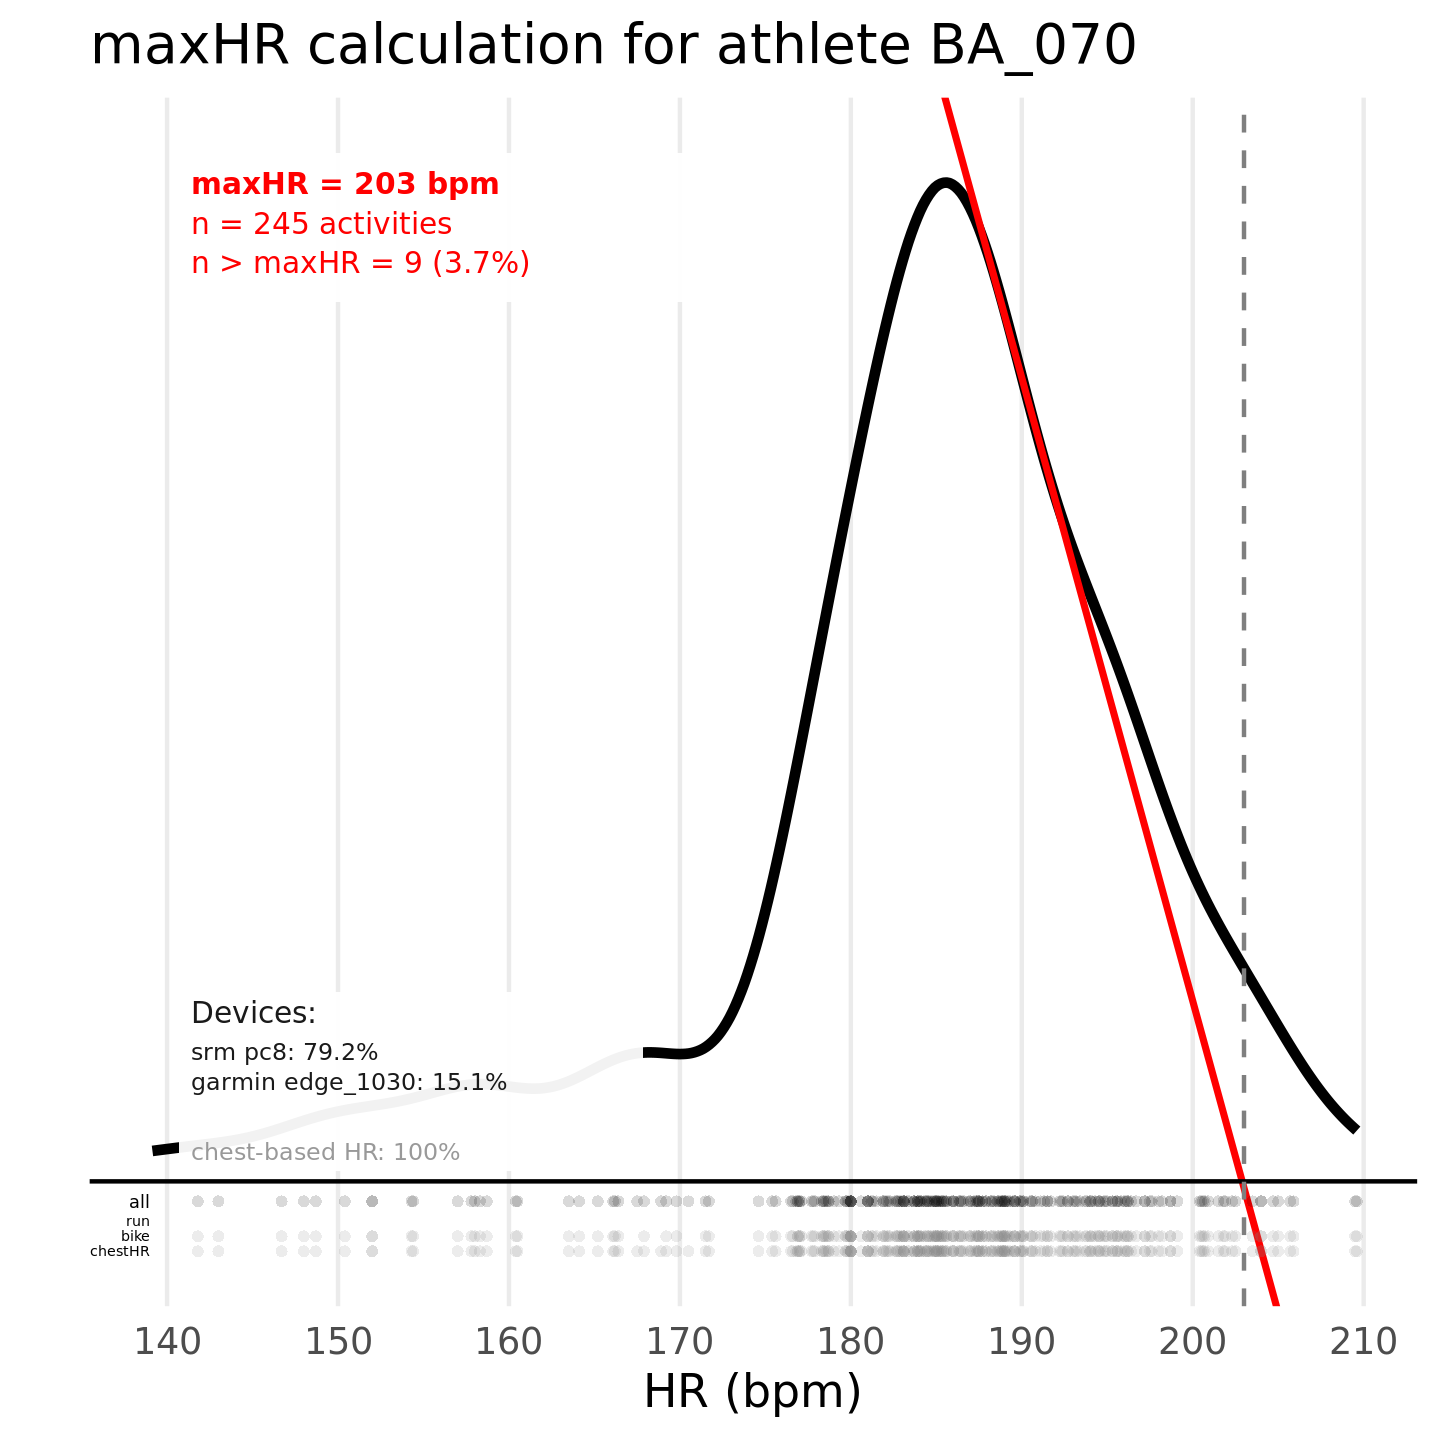 maxHR calculation for athlete BA_070
maxHR = 203 bpm
n = 245 activities
n > maxHR = 9 (3.7%)
Devices:
srm pc8: 79.2%
garmin edge_1030: 15.1%
chest-based HR: 100%
all
run
bike
chestHR
140 150 160 170 180 190 200 210
HR (bpm)